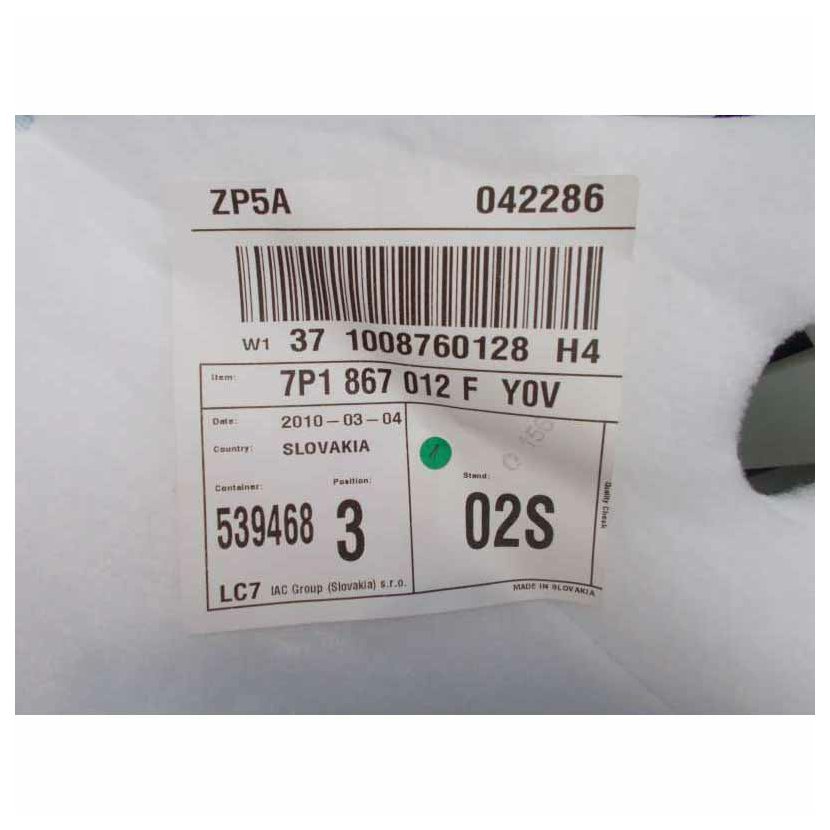 ZP5A 042286
W1 37 1008760128 H4
Item: 7P1 867 012 F Y0V
Date: 2010-03-04
Country: SLOVAKIA
Container: Position:
539468 3
LC7 IAC Group (Slovakia) s.r.o.
1
Stand:
02S
Quality Check
MADE IN SLOVAKIA